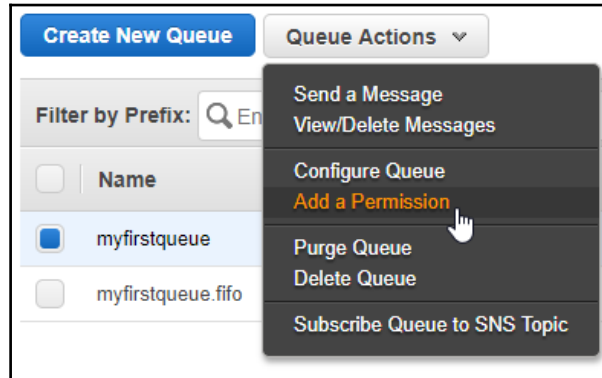 Create New Queue
Queue Actions
Filter by Prefix: En
Send a Message
View/Delete Messages
Name
Configure Queue
Add a Permission
myfirstqueue
Purge Queue
Delete Queue
myfirstqueue.fifo
Subscribe Queue to SNS Topic